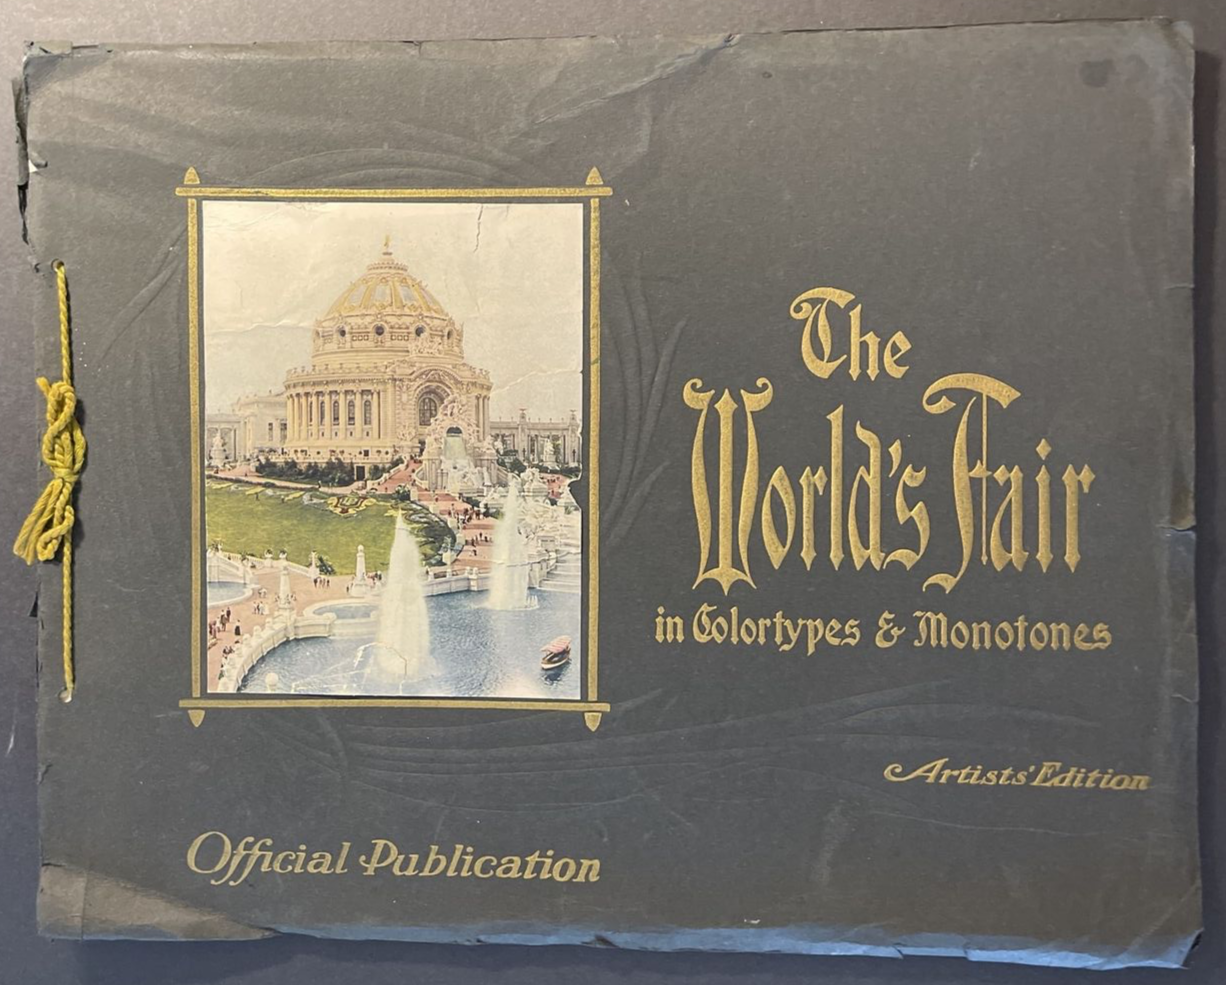 The
World's Fair
in Colortypes & Monotones
Artists' Edition
Official Publication